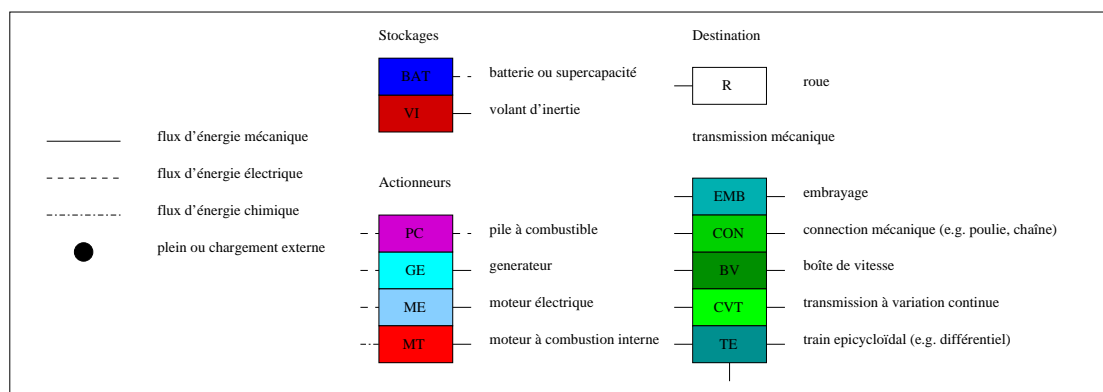 Stockages
BAT batterie ou supercapacité
VI volant d'inertie
Destination
R roue
transmission mécanique
flux d'énergie mécanique
flux d'énergie électrique
flux d'énergie chimique
plein ou chargement externe
Actionneurs
PC pile à combustible
GE generateur
ME moteur électrique
MT moteur à combustion interne
EMB embrayage
CON connection mécanique (e.g. poulie, chaîne)
BV boîte de vitesse
CVT transmission à variation continue
TE train epicycloïdal (e.g. différentiel)